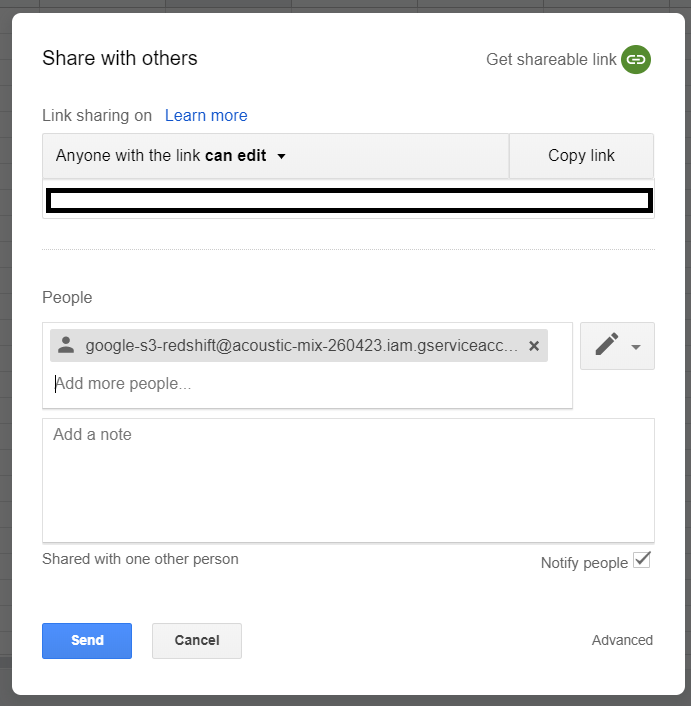 Share with others
Get shareable link
Link sharing on Learn more
Anyone with the link can edit
Copy link
People
google-s3-redshift@acoustic-mix-260423.iam.gserviceacc...
Add more people...
Add a note
Shared with one other person
Notify people
Send
Cancel
Advanced